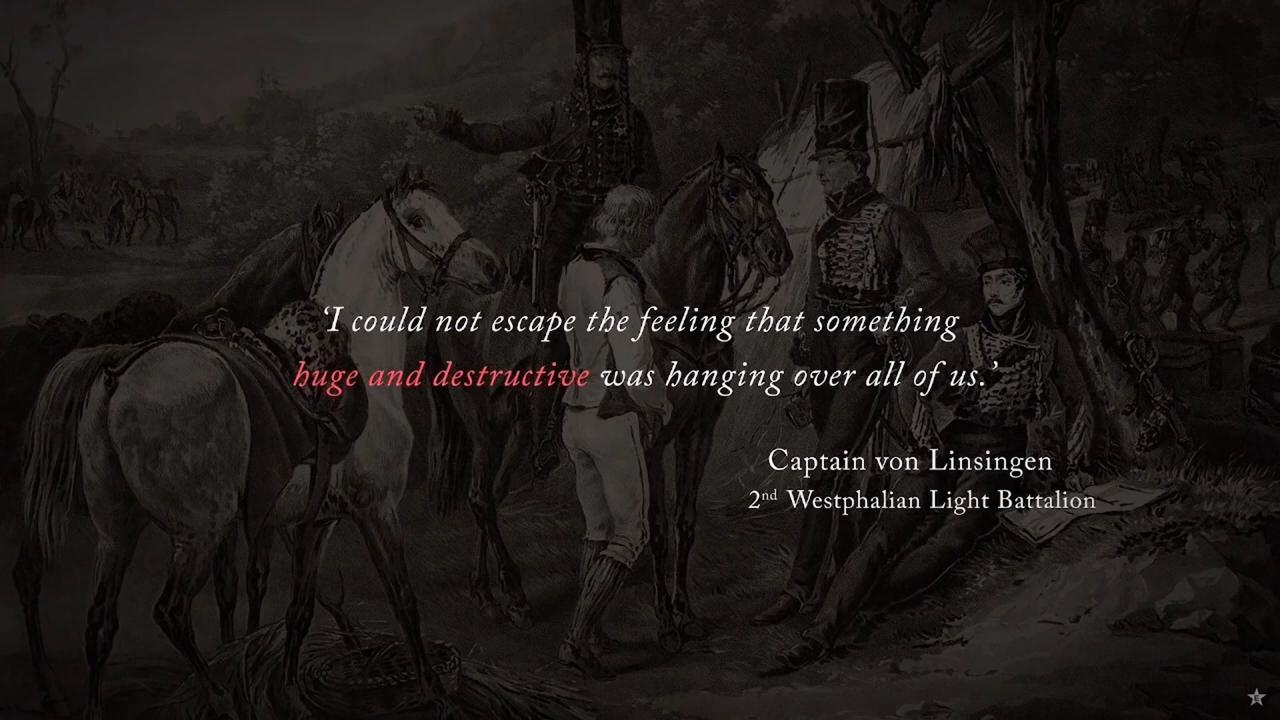 ‘I could not escape the feeling that something
huge and destructive was hanging over all of us.’
Captain von Linsingen
2nd Westphalian Light Battalion